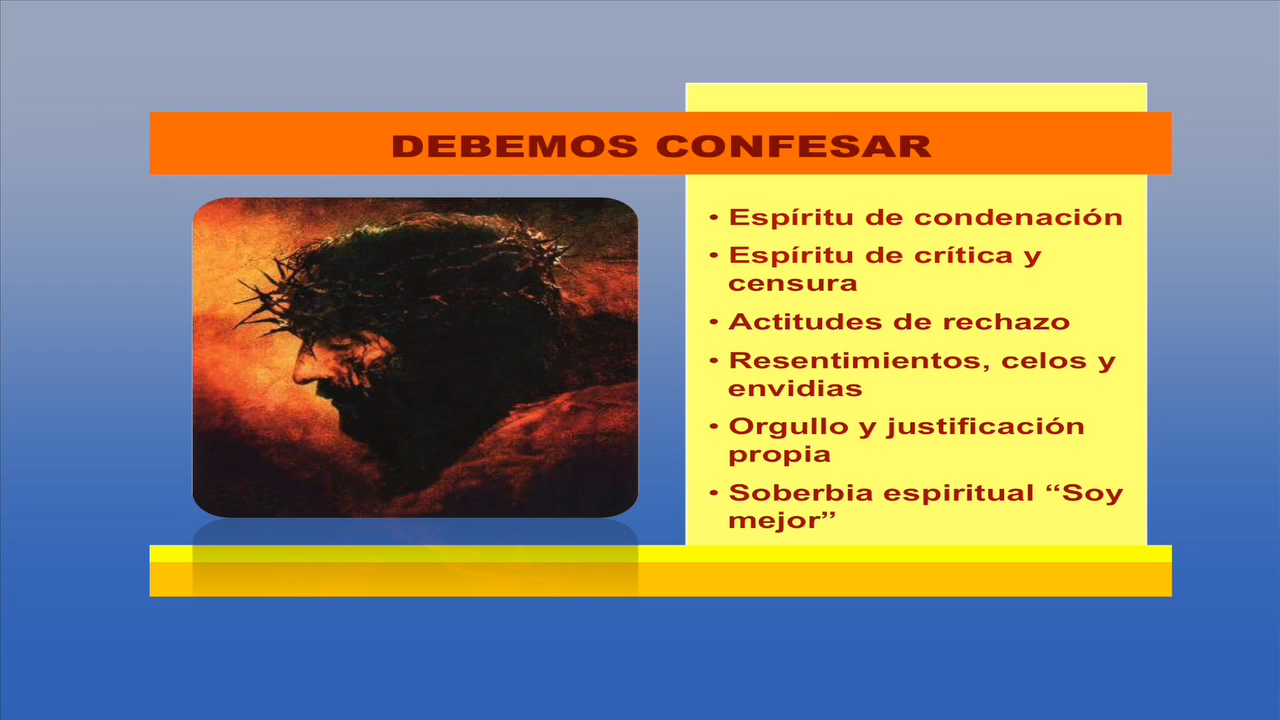 DEBEMOS CONFESAR
• Espíritu de condenación
• Espíritu de crítica y
censura
• Actitudes de rechazo
• Resentimientos, celos y
envidias
• Orgullo y justificación
propia
• Soberbia espiritual “Soy
mejor”